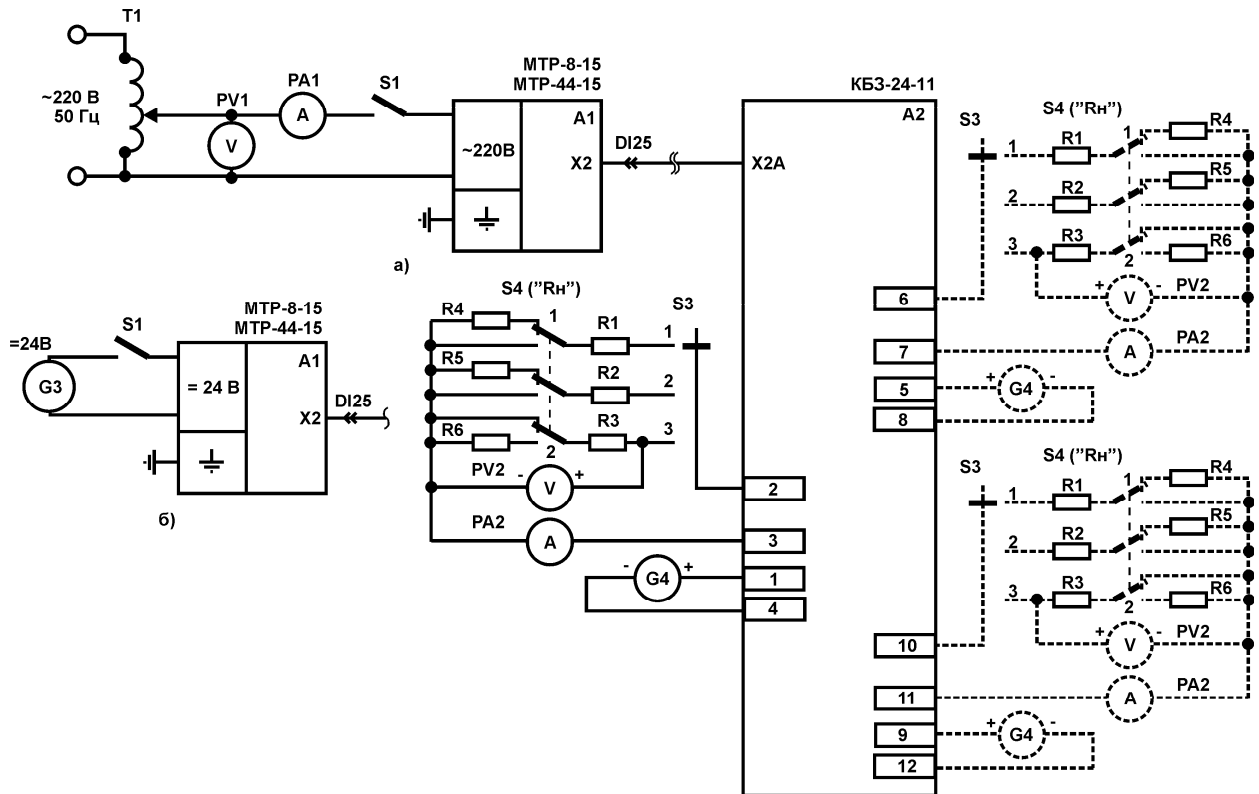 T1
~220 В
50 Гц
PV1
V
PA1
A
S1
МТР-8-15
МТР-44-15
~220В
A1
X2
DI25
а)
КБЗ-24-11
A2
X2A
S3
S4 ("Rн")
1
2
3
R1
R2
R3
1
2
R4
R5
R6
+ V - PV2
A PA2
6
7
5
8
+ G4 -
МТР-8-15
МТР-44-15
=24В
G3
S1
= 24 В
A1
X2
DI25
б)
S4 ("Rн")
S3
R4
R5
R6
1
2
R1
R2
R3
1
2
3
PV2 - V +
PA2 A
- G4 +
2
3
1
4
S3
S4 ("Rн")
1
2
3
R1
R2
R3
1
2
R4
R5
R6
+ V - PV2
A PA2
10
11
9
12
+ G4 -